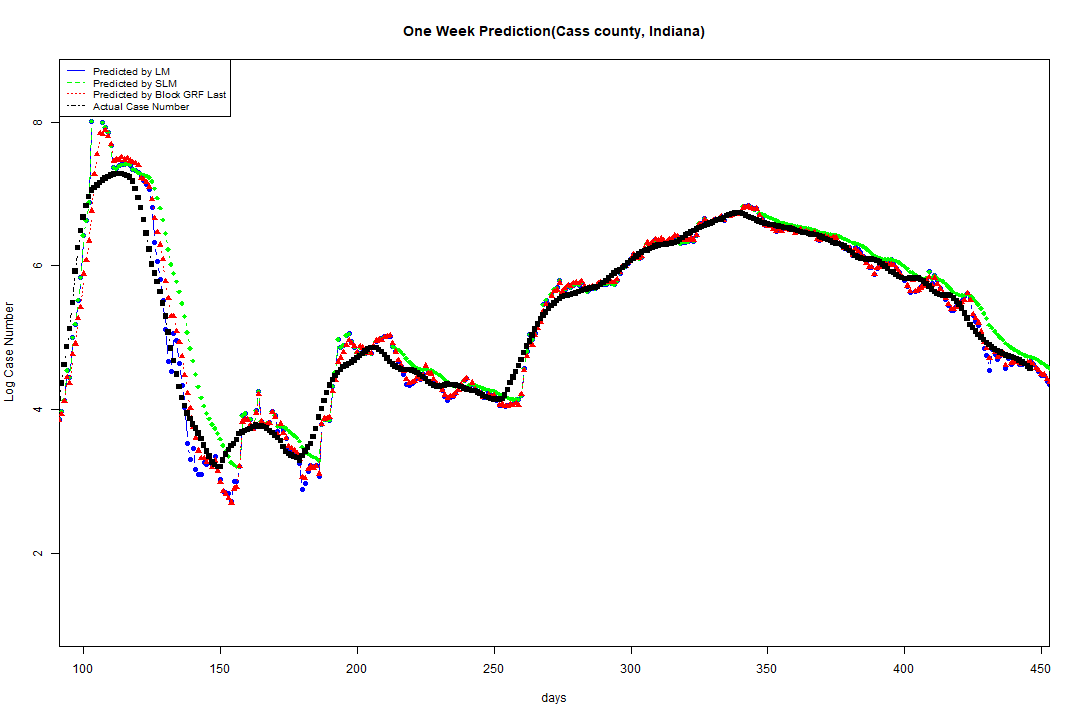 One Week Prediction(Cass county, Indiana)
Predicted by LM
Predicted by SLM
Predicted by Block GRF Last
Actual Case Number
8
6
4
2
Log Case Number
100 150 200 250 300 350 400 450
days